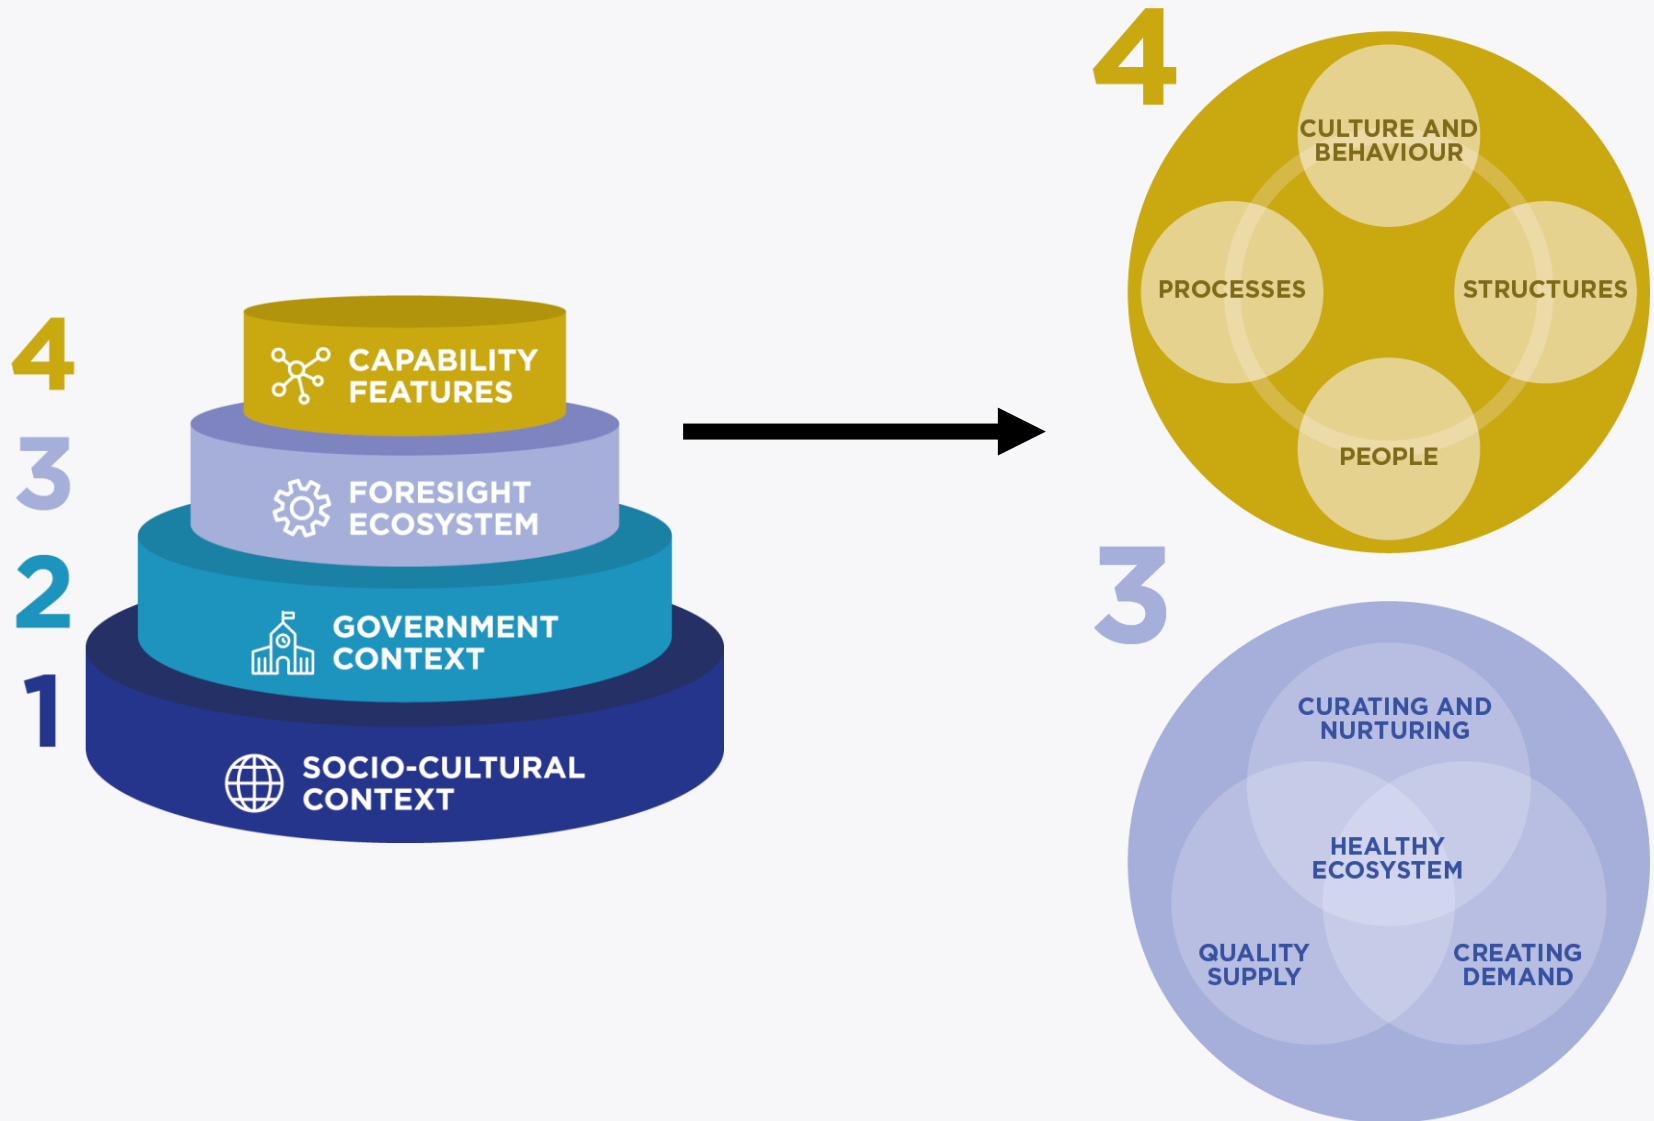 4
CAPABILITY
FEATURES
3
FORESIGHT
ECOSYSTEM
2
GOVERNMENT
CONTEXT
1
SOCIO-CULTURAL
CONTEXT
4
CULTURE AND
BEHAVIOUR
PROCESSES
STRUCTURES
PEOPLE
3
CURATING AND
NURTURING
HEALTHY
ECOSYSTEM
QUALITY
SUPPLY
CREATING
DEMAND